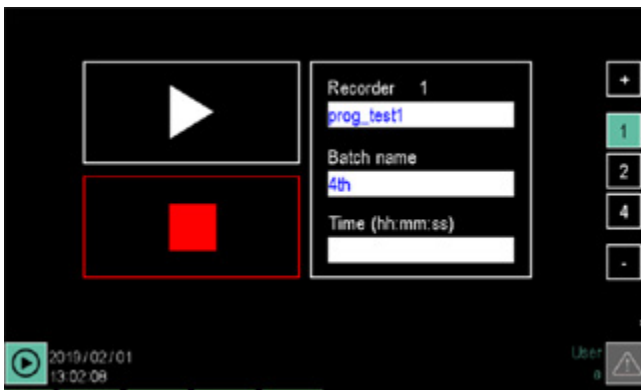 Recorder 1
prog_test1
Batch name
4th
Time (hh:mm:ss)
+
1
2
4
-
2019/02/01
13:02:08
User
a